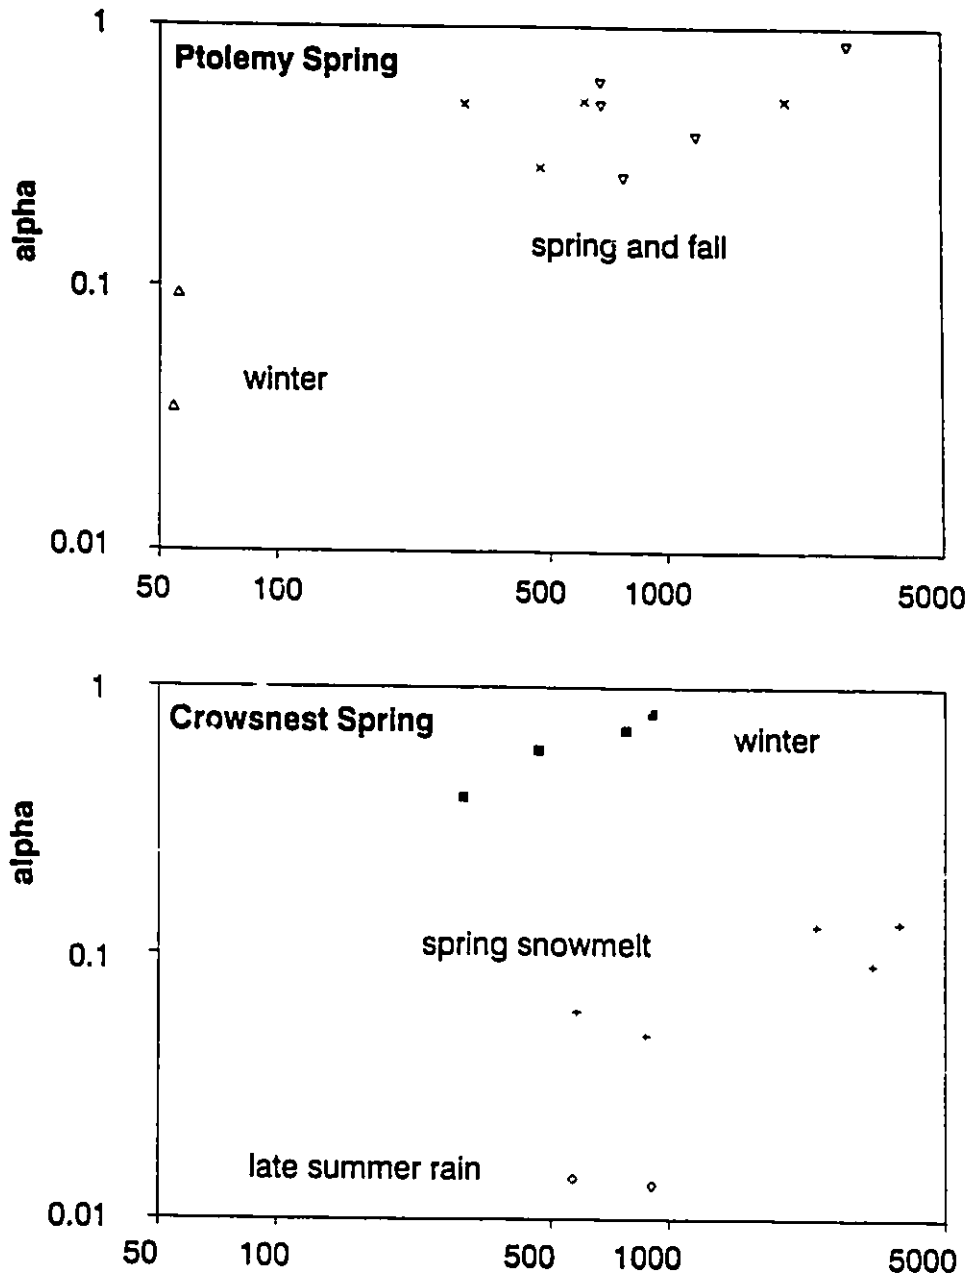 1
Ptolemy Spring
alpha
spring and fall
0.1
winter
0.01
50 100 500 1000 5000
1
Crowsnest Spring
winter
alpha
spring snowmelt
0.1
late summer rain
0.01
50 100 500 1000 5000